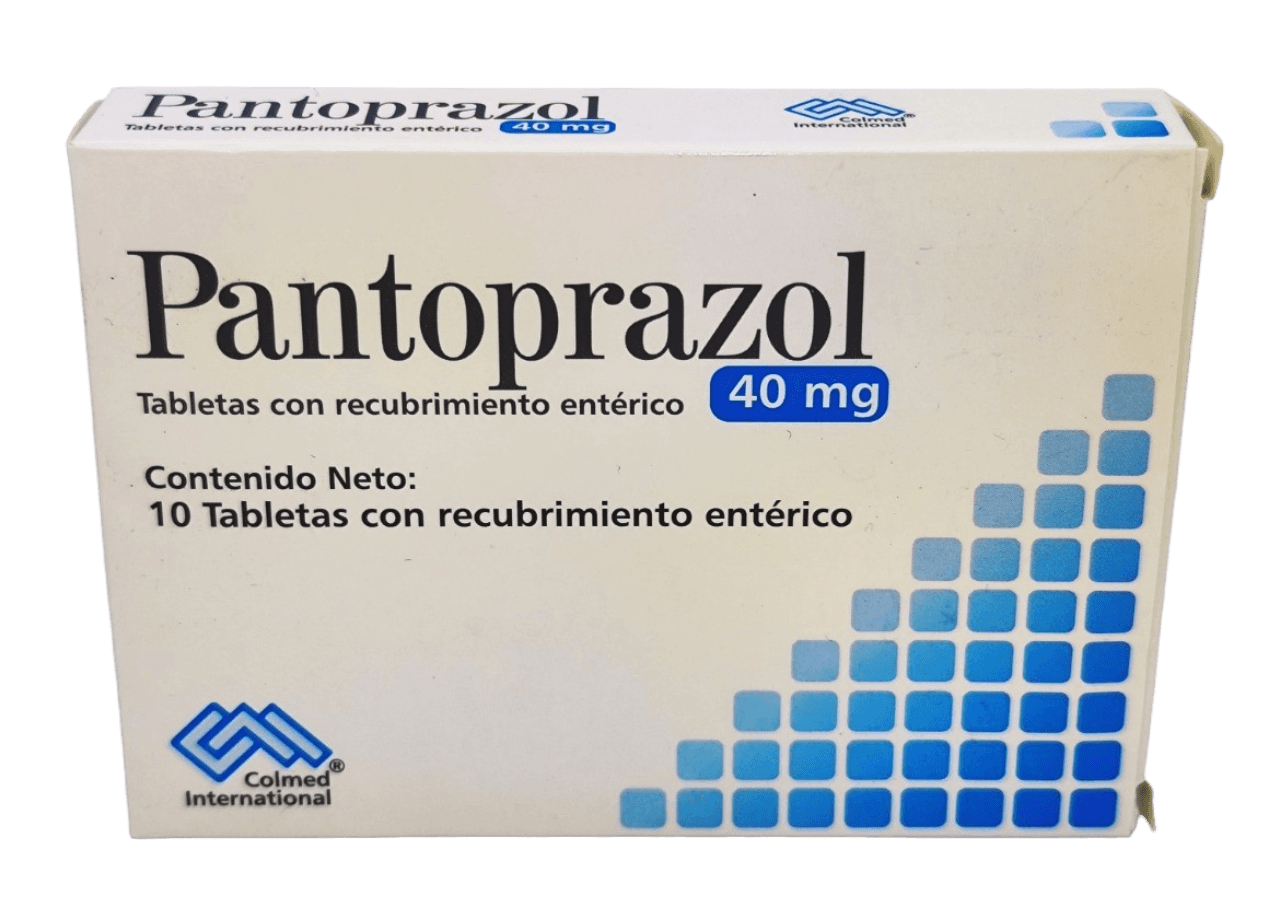 Pantoprazol
Tabletas con recubrimiento entérico 40 mg
Colmed®
International
Pantoprazol
Tabletas con recubrimiento entérico 40 mg
Contenido Neto:
10 Tabletas con recubrimiento entérico
Colmed®
International